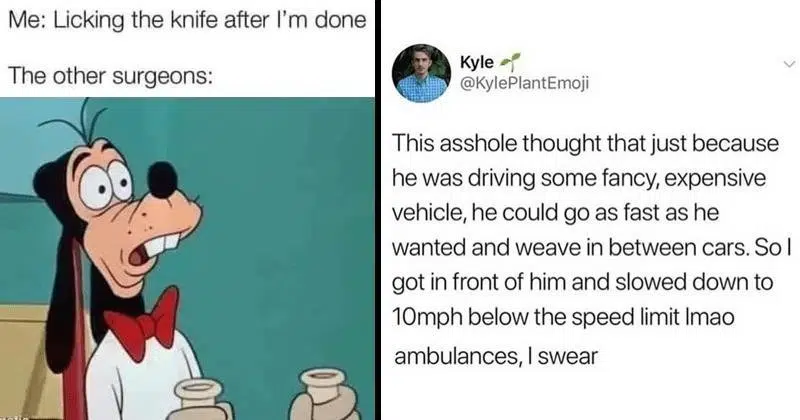 Me: Licking the knife after I'm done
The other surgeons:
Kyle 🌱
@KylePlantEmoji
This asshole thought that just because
he was driving some fancy, expensive
vehicle, he could go as fast as he
wanted and weave in between cars. So I
got in front of him and slowed down to
10mph below the speed limit lmao
ambulances, I swear